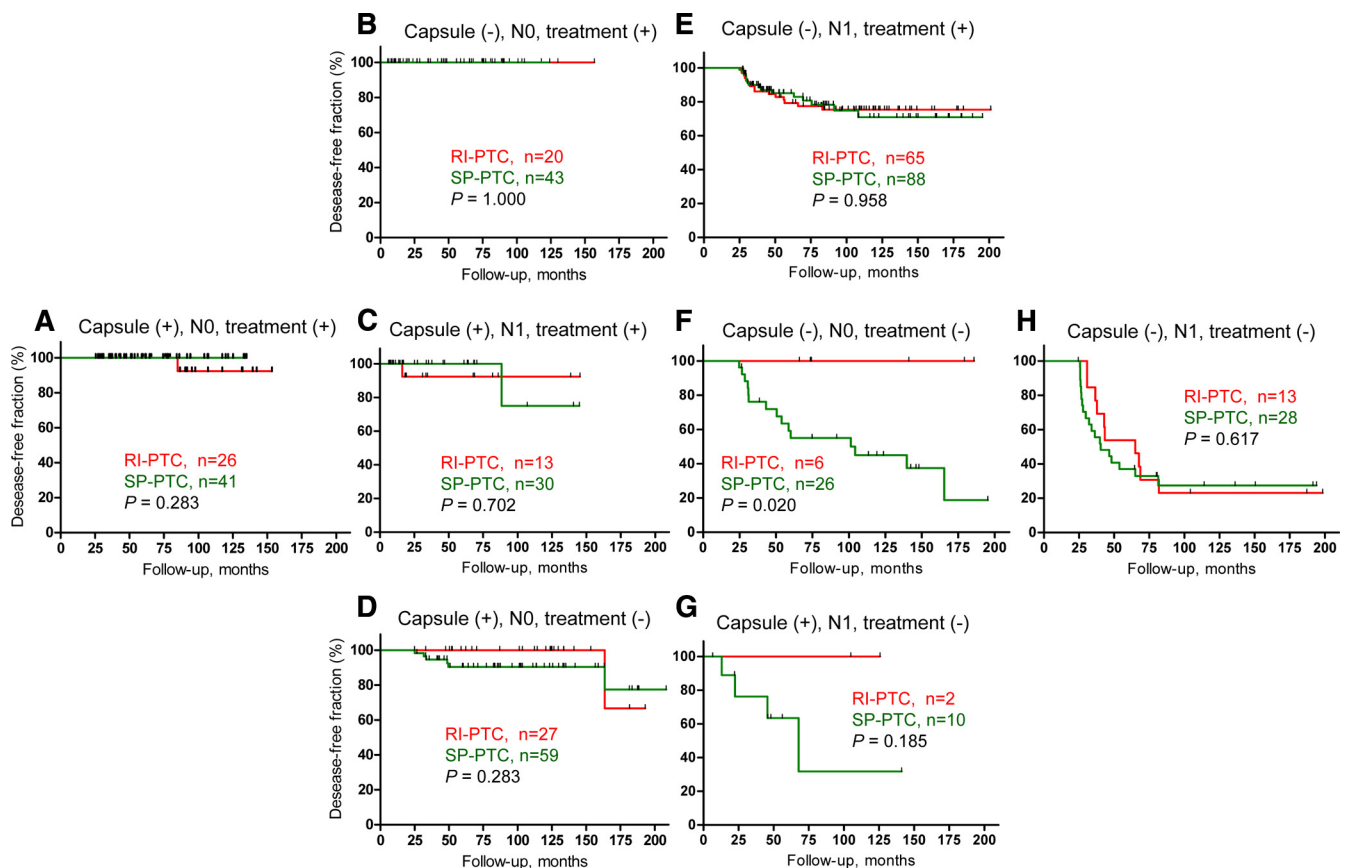 B
Capsule (-), N0, treatment (+)
Desease-free fraction (%)
100
80
60
40
20
0
RI-PTC, n=20
SP-PTC, n=43
P = 1.000
0 25 50 75 100 125 150 175 200
Follow-up, months
E
Capsule (-), N1, treatment (+)
100
80
60
40
20
0
RI-PTC, n=65
SP-PTC, n=88
P = 0.958
0 25 50 75 100 125 150 175 200
Follow-up, months
A
Capsule (+), N0, treatment (+)
Desease-free fraction (%)
100
80
60
40
20
0
RI-PTC, n=26
SP-PTC, n=41
P = 0.283
0 25 50 75 100 125 150 175 200
Follow-up, months
C
Capsule (+), N1, treatment (+)
100
80
60
40
20
0
RI-PTC, n=13
SP-PTC, n=30
P = 0.702
0 25 50 75 100 125 150 175 200
Follow-up, months
F
Capsule (-), N0, treatment (-)
100
80
60
40
20
0
RI-PTC, n=6
SP-PTC, n=26
P = 0.020
0 25 50 75 100 125 150 175 200
Follow-up, months
H
Capsule (-), N1, treatment (-)
100
80
60
40
20
0
RI-PTC, n=13
SP-PTC, n=28
P = 0.617
0 25 50 75 100 125 150 175 200
Follow-up, months
D
Capsule (+), N0, treatment (-)
Desease-free fraction (%)
100
80
60
40
20
0
RI-PTC, n=27
SP-PTC, n=59
P = 0.283
0 25 50 75 100 125 150 175 200
Follow-up, months
G
Capsule (+), N1, treatment (-)
100
80
60
40
20
0
RI-PTC, n=2
SP-PTC, n=10
P = 0.185
0 25 50 75 100 125 150 175 200
Follow-up, months